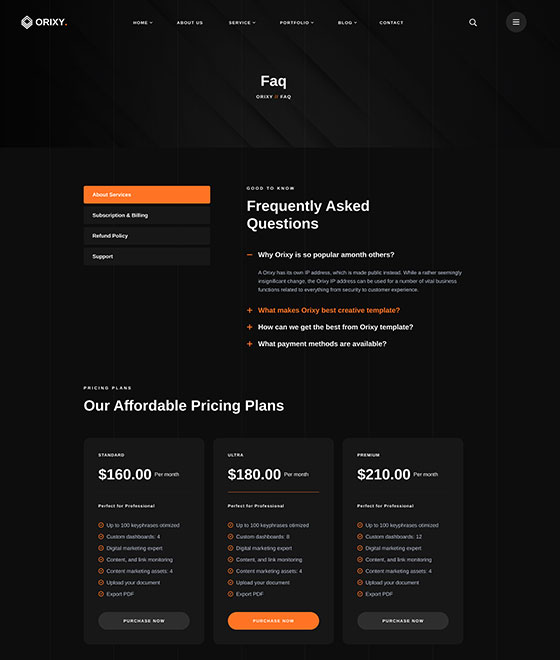 ORIXY.
HOME
ABOUT US
SERVICE
PORTFOLIO
BLOG
CONTACT
Faq
ORIXY // FAQ
About Services
Subscription & Billing
Refund Policy
Support
GOOD TO KNOW
Frequently Asked
Questions
Why Orixy is so popular amonth others?
A Orixy has its own IP address, which is made public instead. While a rather seemingly
insignificant change, the Orixy IP address can be used for a number of vital business
functions related to everything from security to customer experience.
What makes Orixy best creative template?
How can we get the best from Orixy template?
What payment methods are available?
PRICING PLANS
Our Affordable Pricing Plans
STANDARD
$160.00 Per month
Perfect for Professional
Up to 100 keyphrases otimized
Custom dashboards: 4
Digital marketing expert
Content, and link monitoring
Content marketing assets: 4
Upload your document
Export PDF
PURCHASE NOW
ULTRA
$180.00 Per month
Perfect for Professional
Up to 100 keyphrases otimized
Custom dashboards: 8
Digital marketing expert
Content, and link monitoring
Content marketing assets: 4
Upload your document
Export PDF
PURCHASE NOW
PREMIUM
$210.00 Per month
Perfect for Professional
Up to 100 keyphrases otimized
Custom dashboards: 12
Digital marketing expert
Content, and link monitoring
Content marketing assets: 4
Upload your document
Export PDF
PURCHASE NOW